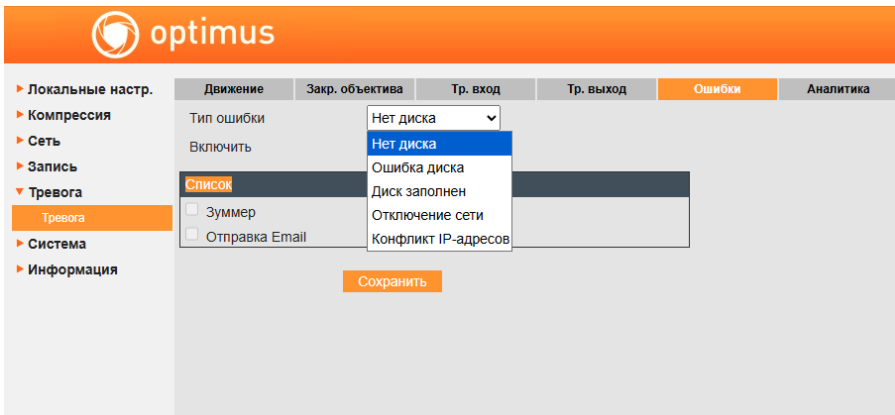 optimus
Локальные настр.
Компрессия
Сеть
Запись
Тревога
Тревога
Система
Информация
Движение Закр. объектива Тр. вход Тр. выход Ошибки Аналитика
Тип ошибки Нет диска
Включить Нет диска
Ошибка диска
Диск заполнен
Отключение сети
Конфликт IP-адресов
Список
Зуммер
Отправка Email
Сохранить